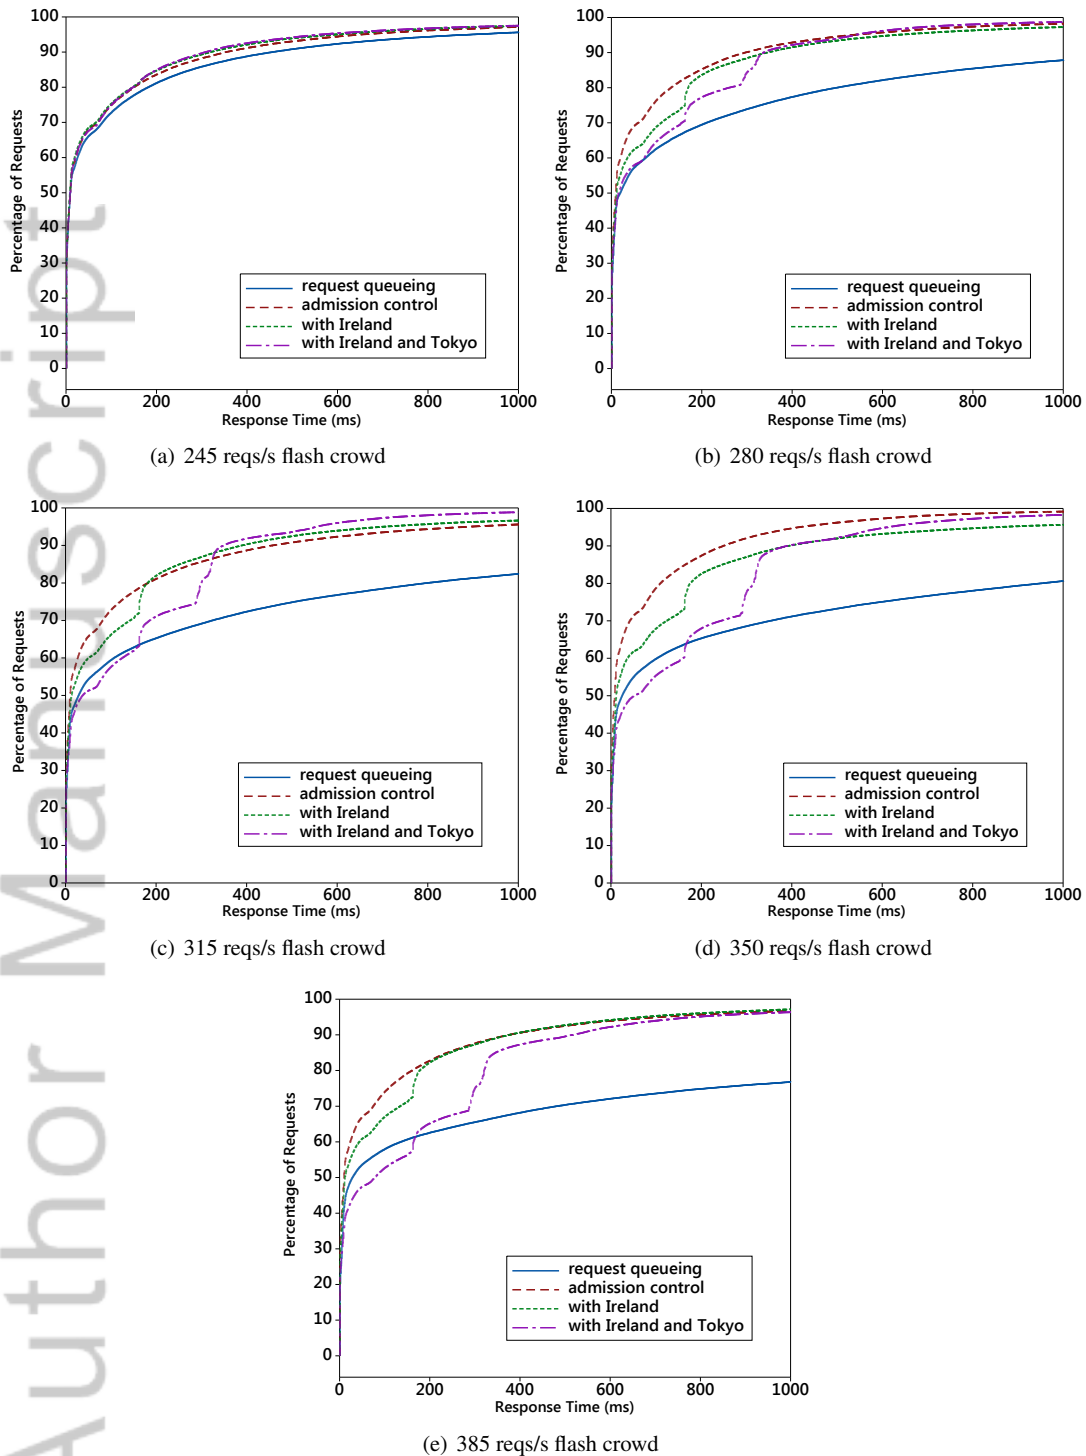 Author Manuscript
100
90
80
70
60
50
40
30
20
10
0
Percentage of Requests
request queueing
admission control
with Ireland
with Ireland and Tokyo
0 200 400 600 800 1000
Response Time (ms)
(a) 245 reqs/s flash crowd
100
90
80
70
60
50
40
30
20
10
0
Percentage of Requests
request queueing
admission control
with Ireland
with Ireland and Tokyo
0 200 400 600 800 1000
Response Time (ms)
(b) 280 reqs/s flash crowd
100
90
80
70
60
50
40
30
20
10
0
Percentage of Requests
request queueing
admission control
with Ireland
with Ireland and Tokyo
0 200 400 600 800 1000
Response Time (ms)
(c) 315 reqs/s flash crowd
100
90
80
70
60
50
40
30
20
10
0
Percentage of Requests
request queueing
admission control
with Ireland
with Ireland and Tokyo
0 200 400 600 800 1000
Response Time (ms)
(d) 350 reqs/s flash crowd
100
90
80
70
60
50
40
30
20
10
0
Percentage of Requests
request queueing
admission control
with Ireland
with Ireland and Tokyo
0 200 400 600 800 1000
Response Time (ms)
(e) 385 reqs/s flash crowd